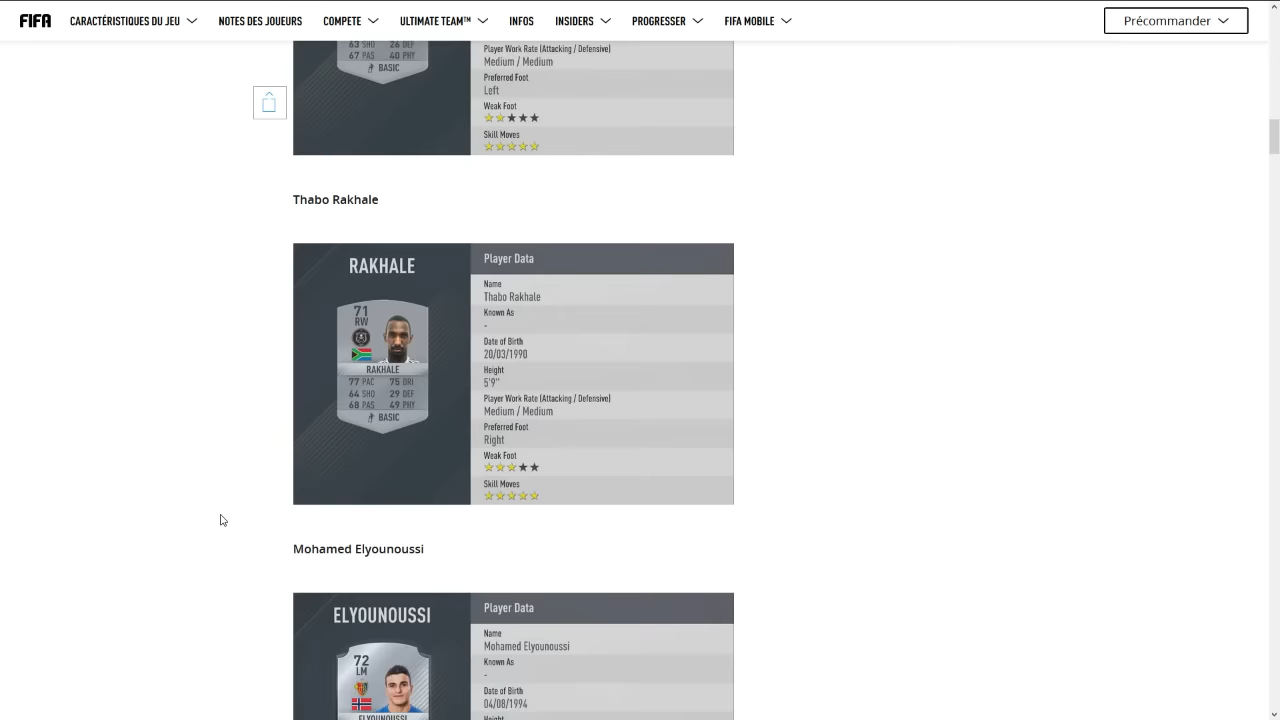 FIFA CARACTÉRISTIQUES DU JEU NOTES DES JOUEURS COMPETE ULTIMATE TEAM™ INFOS INSIDERS PROGRESSER FIFA MOBILE Précommander
63 SHO 26 DEF
67 PAS 40 PHY
BASIC
Player Work Rate (Attacking / Defensive)
Medium / Medium
Preferred Foot
Left
Weak Foot
Skill Moves
Thabo Rakhale
RAKHALE
71
RW
RAKHALE
77 PAC 75 DRI
64 SHO 29 DEF
68 PAS 49 PHY
BASIC
Player Data
Name
Thabo Rakhale
Known As
-
Date of Birth
20/03/1990
Height
5'9"
Player Work Rate (Attacking / Defensive)
Medium / Medium
Preferred Foot
Right
Weak Foot
Skill Moves
Mohamed Elyounoussi
ELYOUNOUSSI
72
LM
ELYOUNOUSSI
Player Data
Name
Mohamed Elyounoussi
Known As
-
Date of Birth
04/08/1994
Height